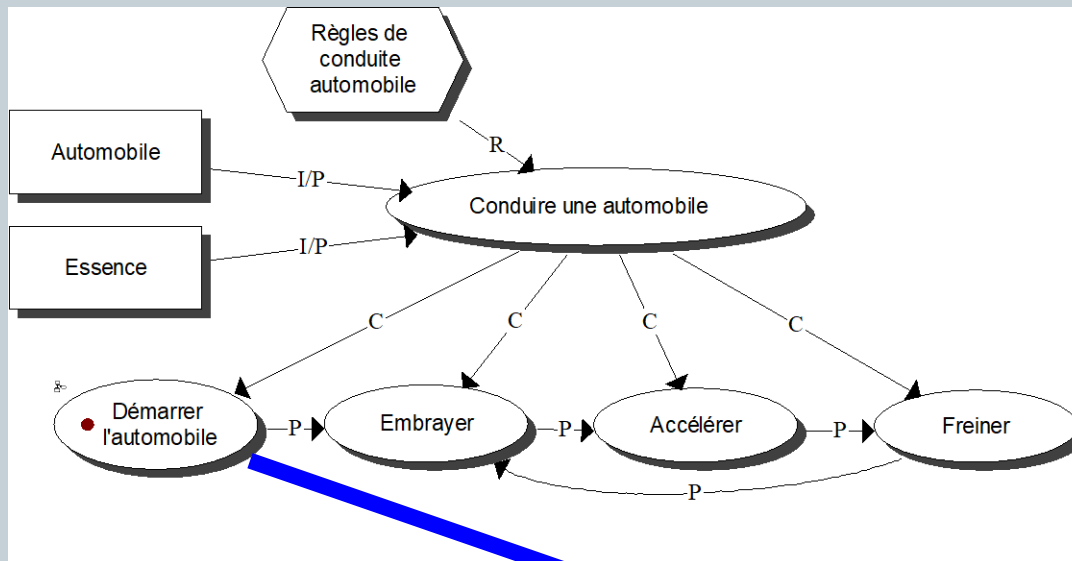 Règles de
conduite
automobile
R
Automobile
I/P
Conduire une automobile
Essence
I/P
C
C
C
C
Démarrer
l'automobile
P
Embrayer
P
Accélérer
P
Freiner
P